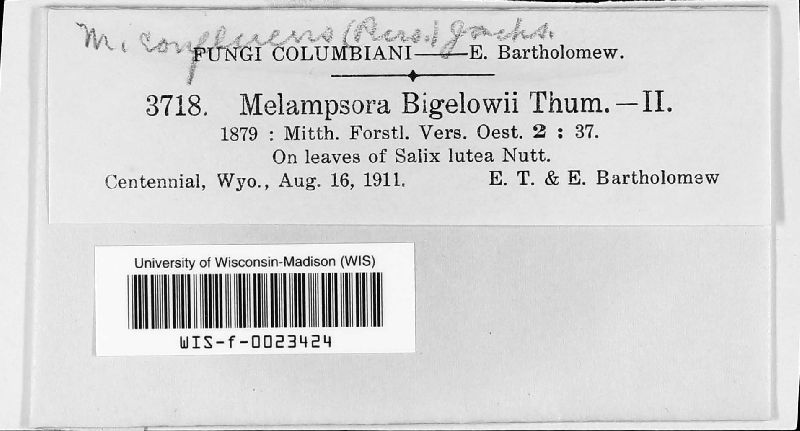 M. confluens (Pers.) Jacks.
FUNGI COLUMBIANI—E. Bartholomew.
3718. Melampsora Bigelowii Thum.—II.
1879 : Mitth. Forstl. Vers. Oest. 2 : 37.
On leaves of Salix lutea Nutt.
Centennial, Wyo., Aug. 16, 1911. E. T. & E. Bartholomew
University of Wisconsin-Madison (WIS)
WIS-f-0023424